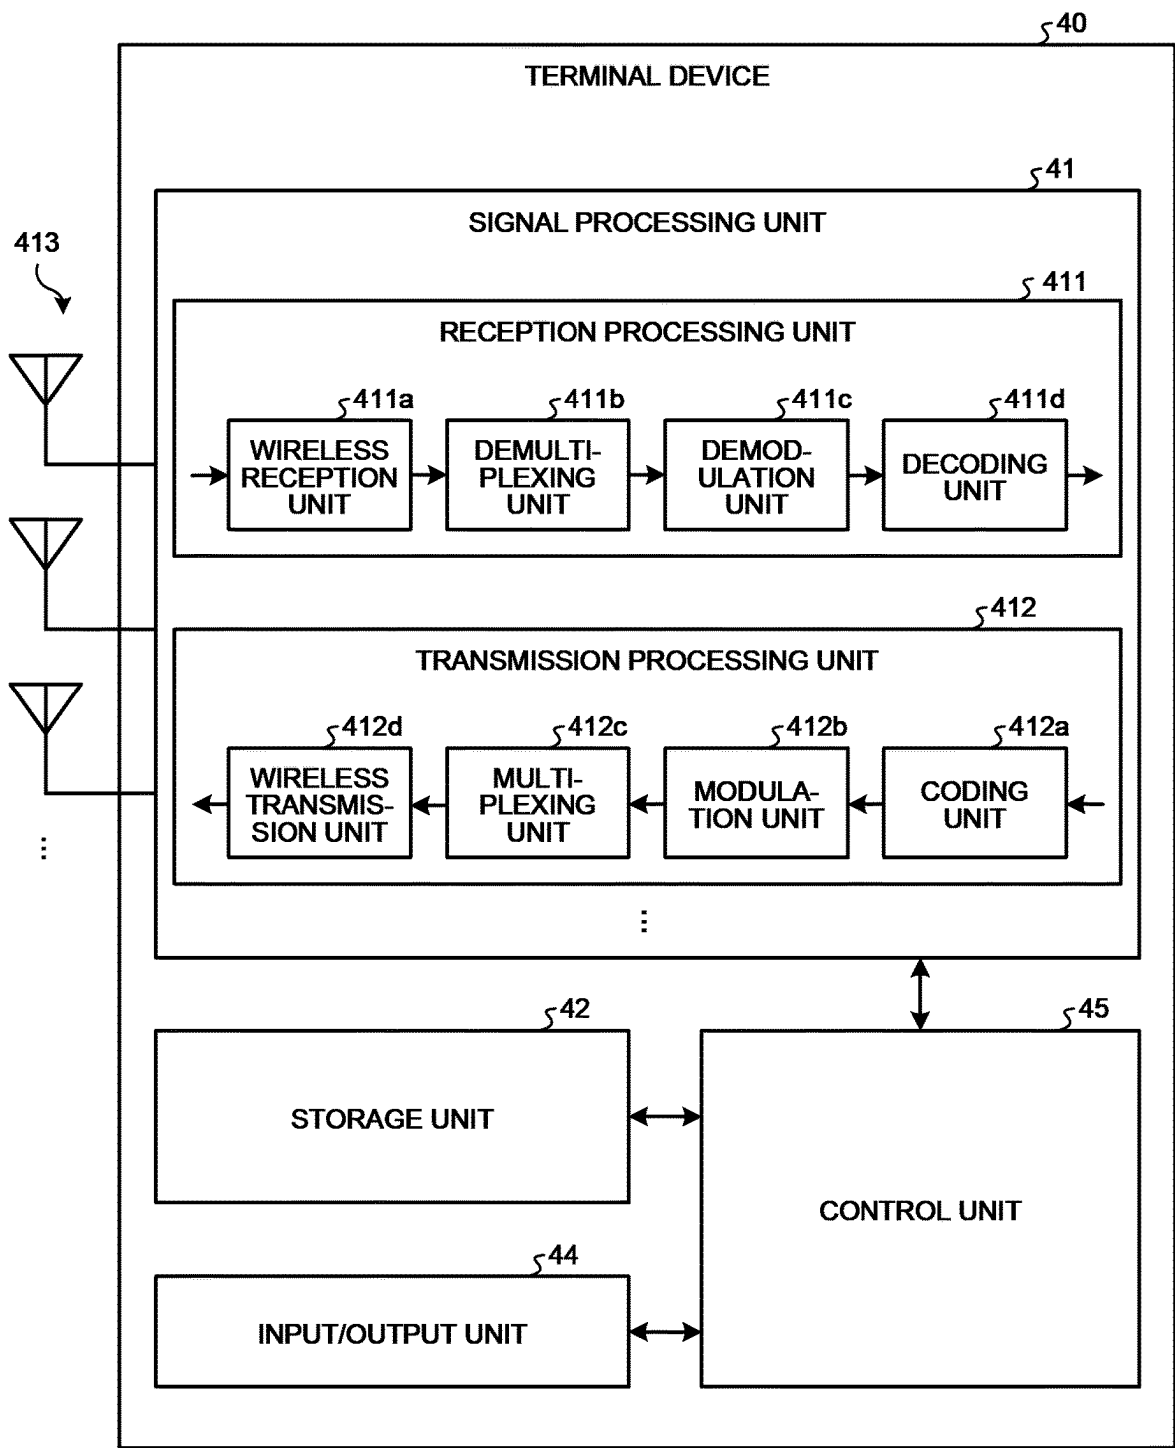 40
TERMINAL DEVICE
41
SIGNAL PROCESSING UNIT
413
411
RECEPTION PROCESSING UNIT
411a
411b
411c
411d
WIRELESS
RECEPTION
UNIT
DEMULTI-
PLEXING
UNIT
DEMOD-
ULATION
UNIT
DECODING
UNIT
412
TRANSMISSION PROCESSING UNIT
412d
412c
412b
412a
WIRELESS
TRANSMIS-
SION UNIT
MULTI-
PLEXING
UNIT
MODULA-
TION UNIT
CODING
UNIT
...
...
42
45
STORAGE UNIT
CONTROL UNIT
44
INPUT/OUTPUT UNIT